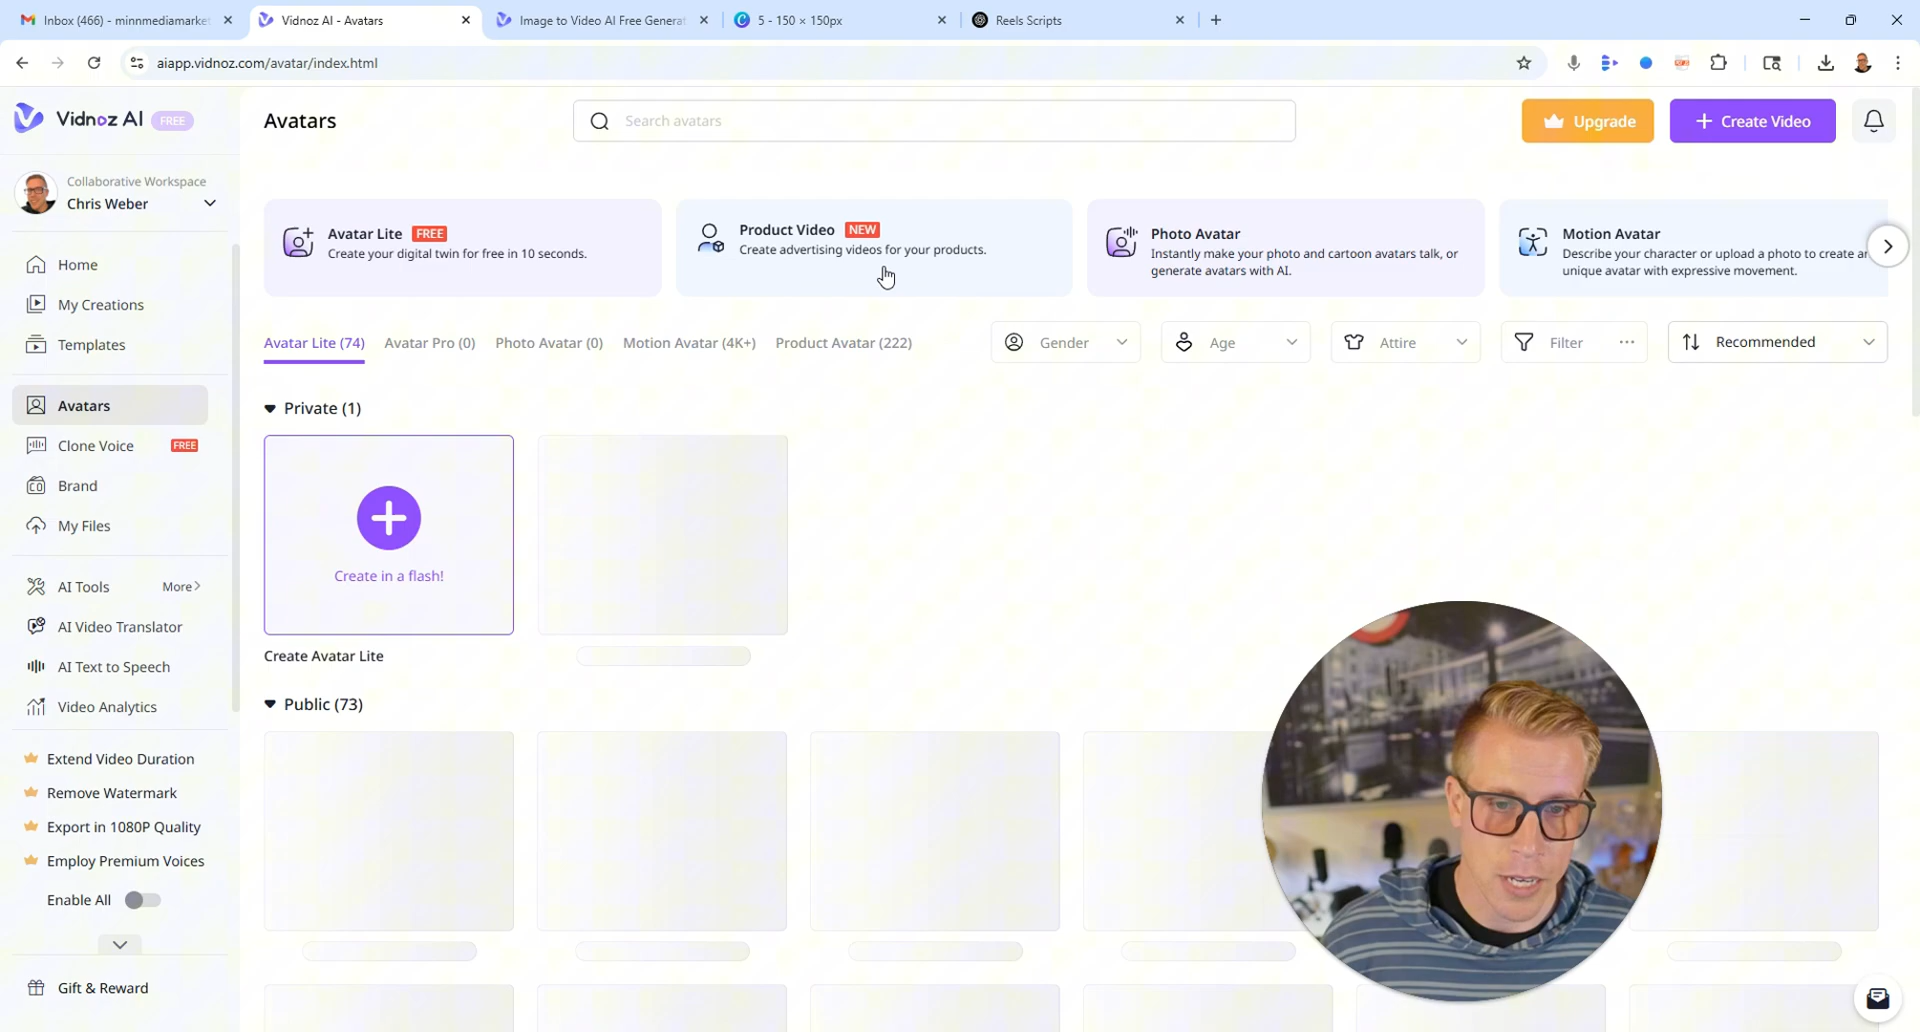 Inbox (466) - minnmediamarket
Vidnoz AI - Avatars
Image to Video AI Free Generat
5 - 150 × 150px
Reels Scripts
aiapp.vidnoz.com/avatar/index.html
Vidnoz AI FREE
Avatars
Search avatars
Upgrade
Create Video
Collaborative Workspace
Chris Weber
Avatar Lite FREE
Create your digital twin for free in 10 seconds.
Product Video NEW
Create advertising videos for your products.
Photo Avatar
Instantly make your photo and cartoon avatars talk, or
generate avatars with AI.
Motion Avatar
Describe your character or upload a photo to create
unique avatar with expressive movement.
Home
My Creations
Templates
Avatars
Clone Voice FREE
Brand
My Files
AI Tools More
AI Video Translator
AI Text to Speech
Video Analytics
Extend Video Duration
Remove Watermark
Export in 1080P Quality
Employ Premium Voices
Enable All
Gift & Reward
Avatar Lite (74)
Avatar Pro (0)
Photo Avatar (0)
Motion Avatar (4K+)
Product Avatar (222)
Gender
Age
Attire
Filter
Recommended
Private (1)
Create in a flash!
Create Avatar Lite
Public (73)